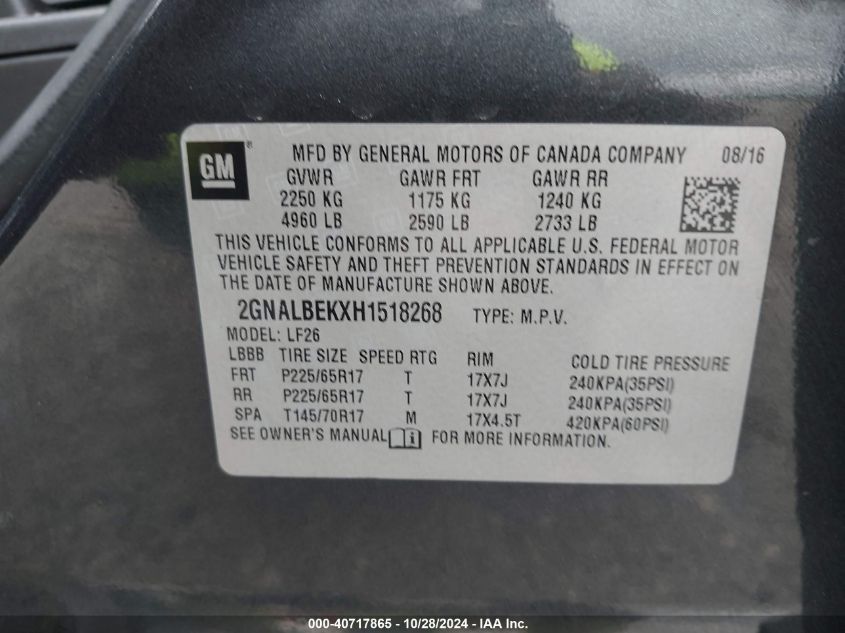 GM ® MFD BY GENERAL MOTORS OF CANADA COMPANY 08/16
GVWR GAWR FRT GAWR RR
2250 KG 1175 KG 1240 KG
4960 LB 2590 LB 2733 LB
THIS VEHICLE CONFORMS TO ALL APPLICABLE U.S. FEDERAL MOTOR
VEHICLE SAFETY AND THEFT PREVENTION STANDARDS IN EFFECT ON
THE DATE OF MANUFACTURE SHOWN ABOVE.
2GNALBEKXH1518268 TYPE: M.P.V.
MODEL: LF26
LBBB TIRE SIZE SPEED RTG RIM COLD TIRE PRESSURE
FRT P225/65R17 T 17X7J 240KPA(35PSI)
RR P225/65R17 T 17X7J 240KPA(35PSI)
SPA T145/70R17 M 17X4.5T 420KPA(60PSI)
SEE OWNER'S MANUAL i FOR MORE INFORMATION.
000-40717865 - 10/28/2024 - IAA Inc.